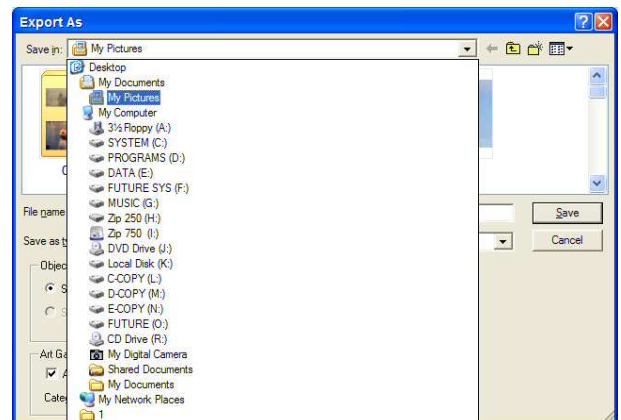 Export As
Save in: My Pictures
Desktop
My Documents
My Pictures
My Computer
3½ Floppy (A:)
SYSTEM (C:)
PROGRAMS (D:)
DATA (E:)
FUTURE SYS (F:)
MUSIC (G:)
Zip 250 (H:)
Zip 750 (I:)
DVD Drive (J:)
Local Disk (K:)
C-COPY (L:)
D-COPY (M:)
E-COPY (N:)
FUTURE (O:)
CD Drive (R:)
My Digital Camera
Shared Documents
My Documents
My Network Places
1
File name
Save
Save as
Cancel
Objec
Art Ga
Cate